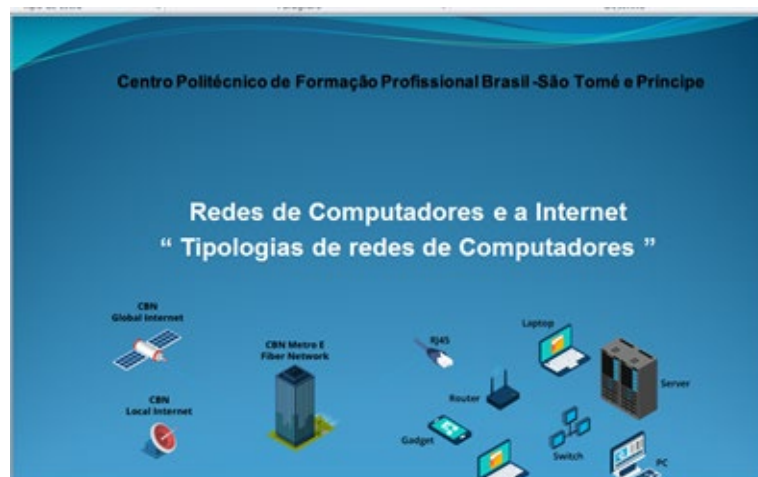 Centro Politécnico de Formação Profissional Brasil -São Tomé e Príncipe
Redes de Computadores e a Internet
“ Tipologias de redes de Computadores ”
CBN
Global Internet
CBN Metro E
Fiber Network
RJ45
Laptop
Server
Router
CBN
Local Internet
Gadget
Switch
PC